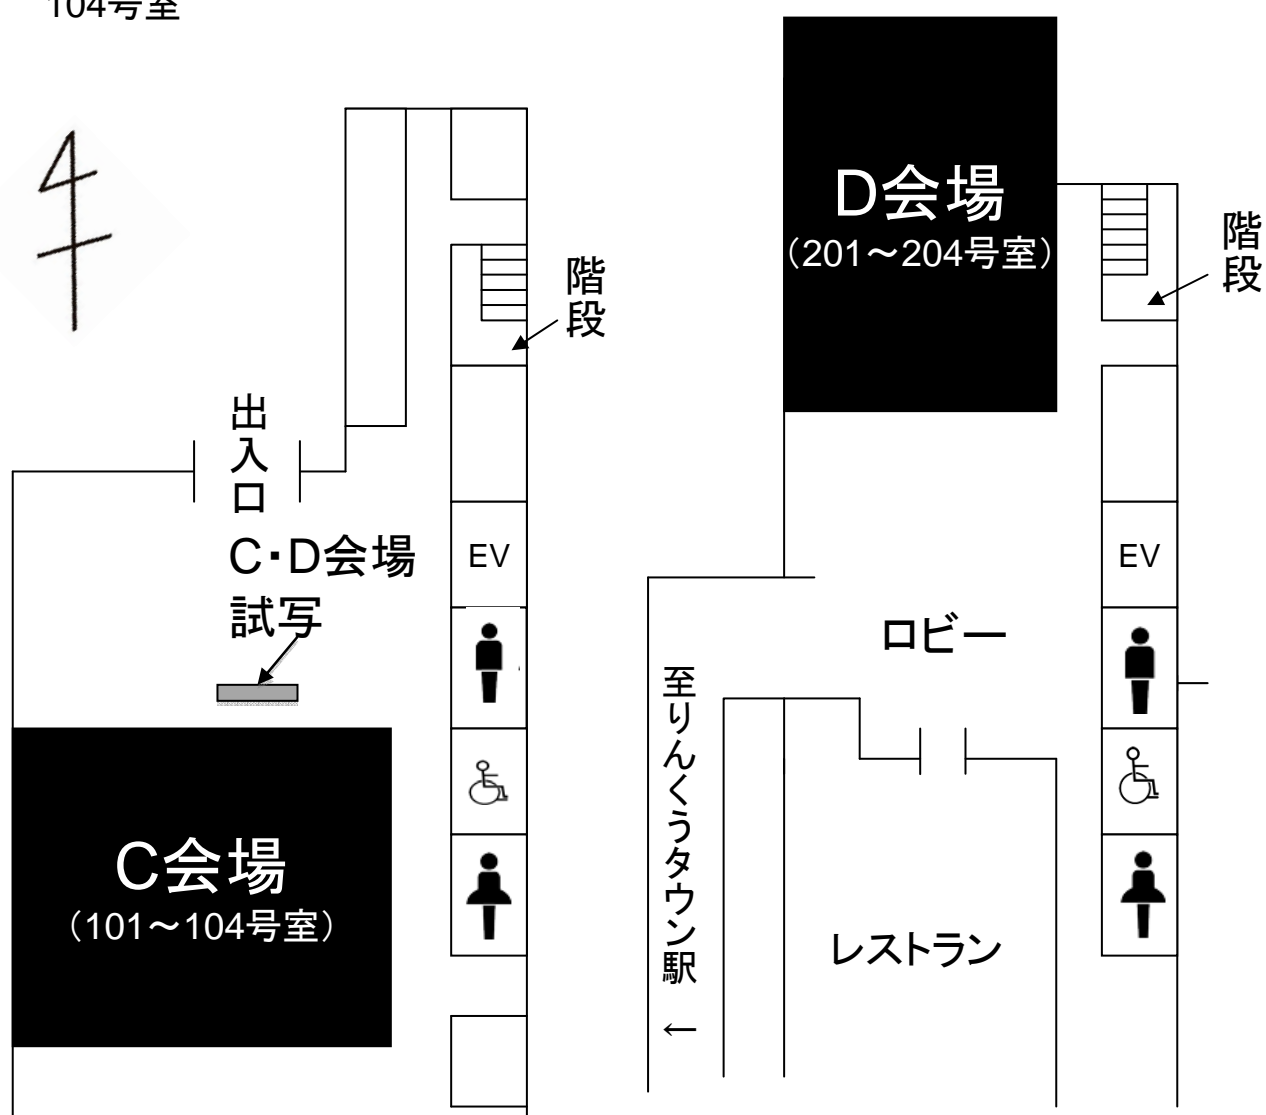 104号室
出入口
C・D会場
試写
階段
EV
C会場
（101～104号室）
D会場
（201～204号室）
階段
EV
ロビー
至りんくうタウン駅 ←
レストラン